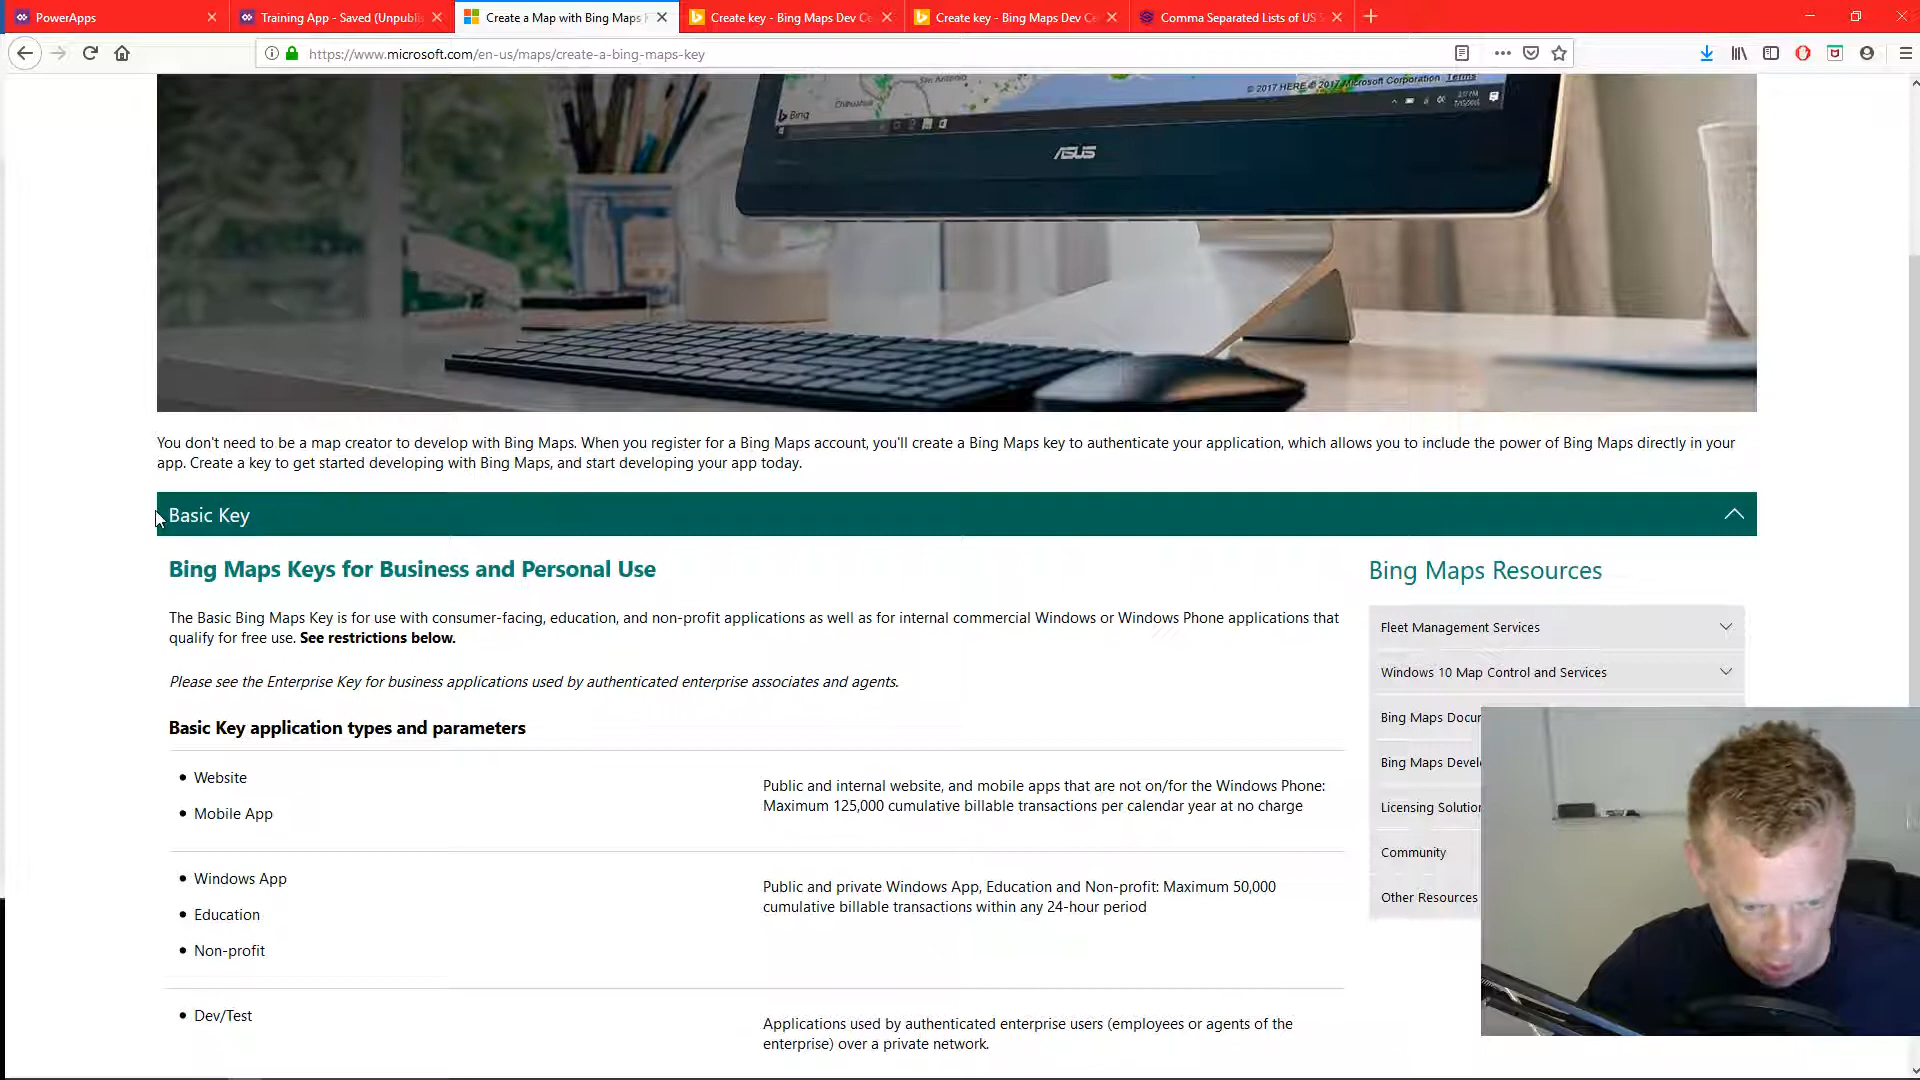 PowerApps
Training App - Saved (Unpublis
Create a Map with Bing Maps K
Create key - Bing Maps Dev Ce
Create key - Bing Maps Dev Ce
Comma Separated Lists of US S
https://www.microsoft.com/en-us/maps/create-a-bing-maps-key
San Antonio
Chihuahua
Bing
© 2017 HERE © 2017 Microsoft Corporation Terms
ASUS
You don't need to be a map creator to develop with Bing Maps. When you register for a Bing Maps account, you'll create a Bing Maps key to authenticate your application, which allows you to include the power of Bing Maps directly in your
app. Create a key to get started developing with Bing Maps, and start developing your app today.
Basic Key
Bing Maps Keys for Business and Personal Use
The Basic Bing Maps Key is for use with consumer-facing, education, and non-profit applications as well as for internal commercial Windows or Windows Phone applications that
qualify for free use. See restrictions below.
Please see the Enterprise Key for business applications used by authenticated enterprise associates and agents.
Basic Key application types and parameters
Website
Mobile App
Public and internal website, and mobile apps that are not on/for the Windows Phone:
Maximum 125,000 cumulative billable transactions per calendar year at no charge
Windows App
Education
Non-profit
Public and private Windows App, Education and Non-profit: Maximum 50,000
cumulative billable transactions within any 24-hour period
Dev/Test
Applications used by authenticated enterprise users (employees or agents of the
enterprise) over a private network.
Bing Maps Resources
Fleet Management Services
Windows 10 Map Control and Services
Bing Maps Docu
Bing Maps Devel
Licensing Solution
Community
Other Resources